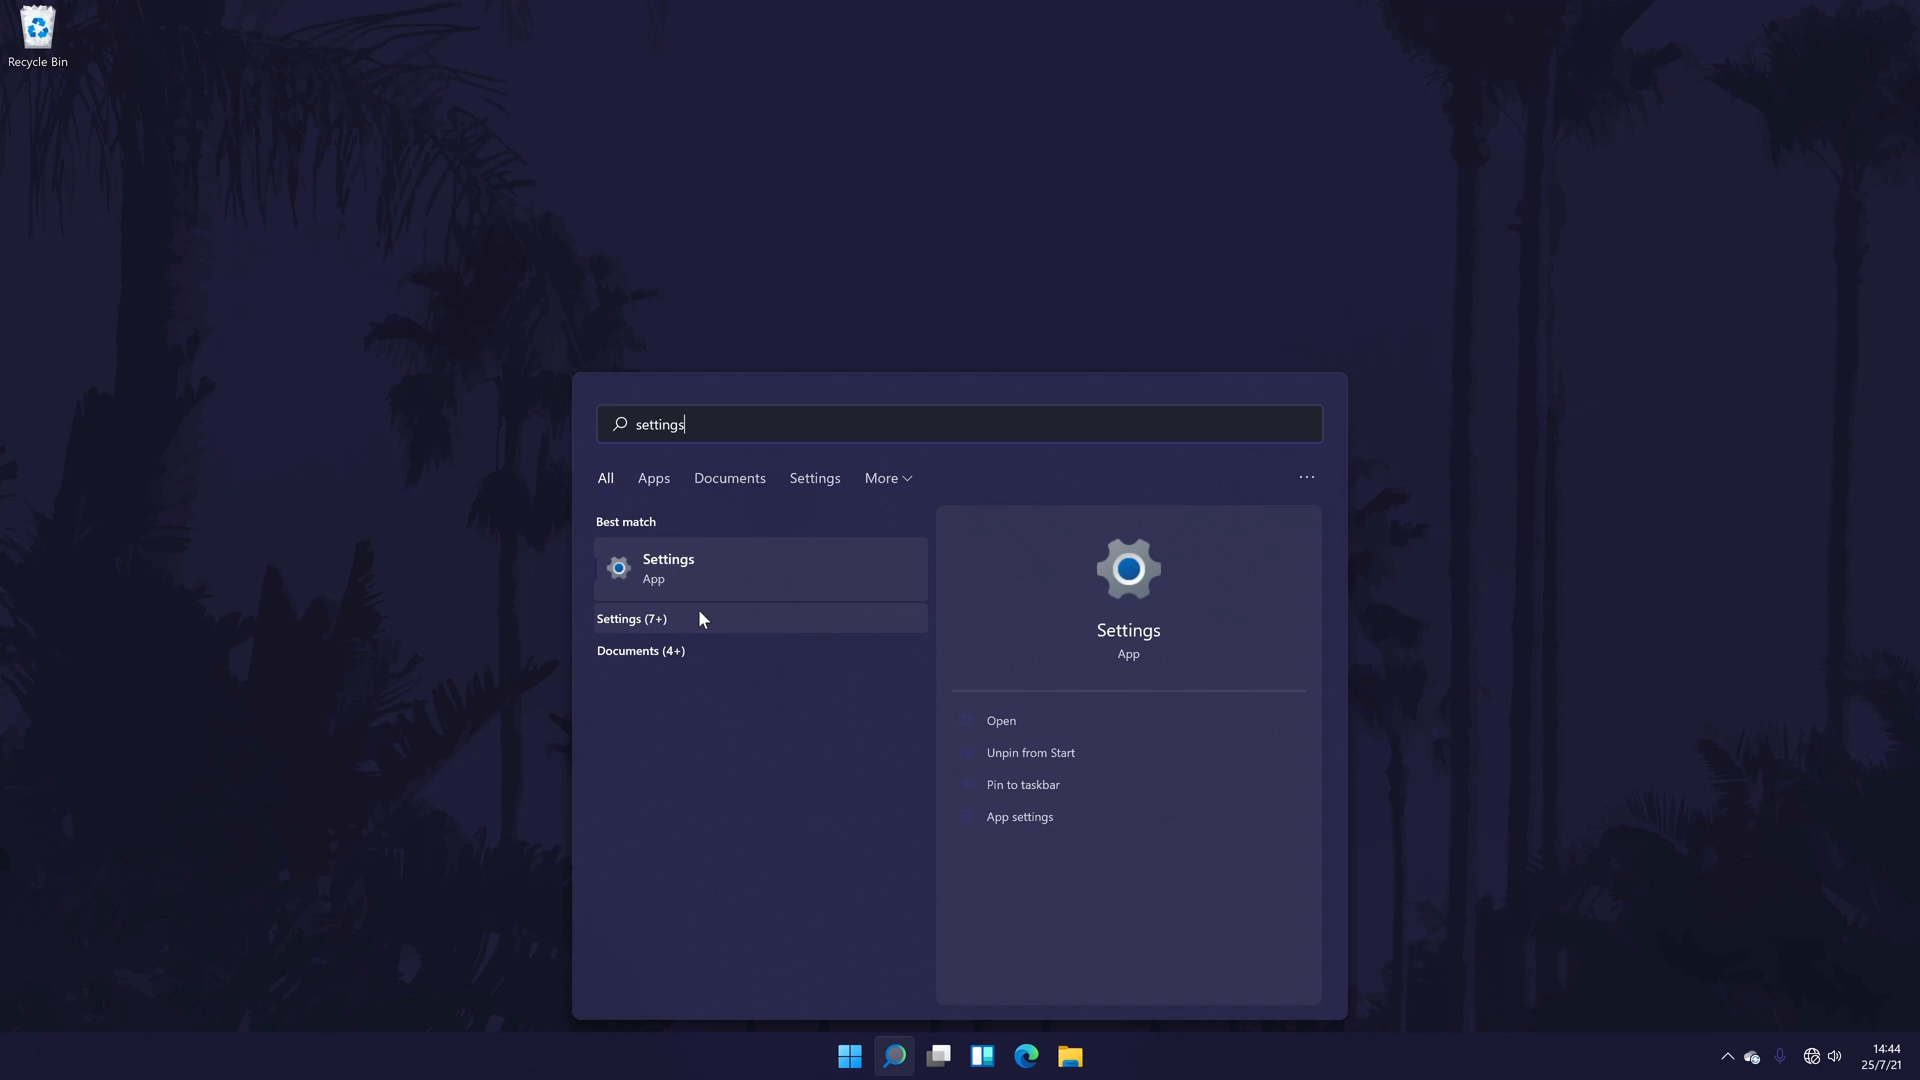 Recycle Bin
settings
All Apps Documents Settings More
Best match
Settings
App
Settings (7+)
Documents (4+)
Settings
App
Open
Unpin from Start
Pin to taskbar
App settings
14:44
25/7/21